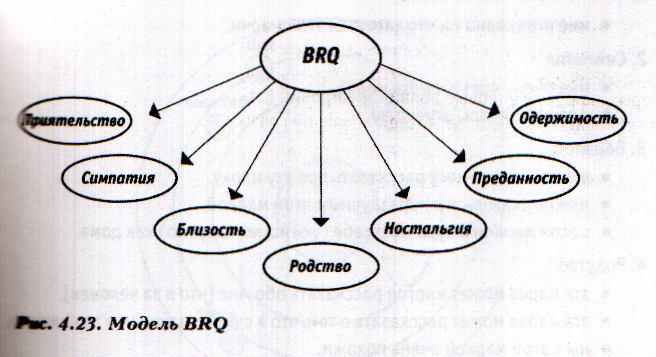 BRQ
Приятельство
Одержимость
Симпатия
Преданность
Близость
Ностальгия
Родство
Рис. 4.23. Модель BRQ